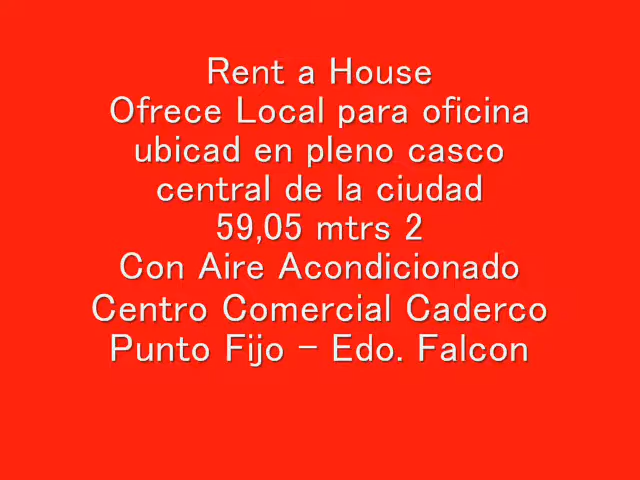 Rent a House
Ofrece Local para oficina
ubicad en pleno casco
central de la ciudad
59,05 mtrs 2
Con Aire Acondicionado
Centro Comercial Caderco
Punto Fijo - Edo. Falcon